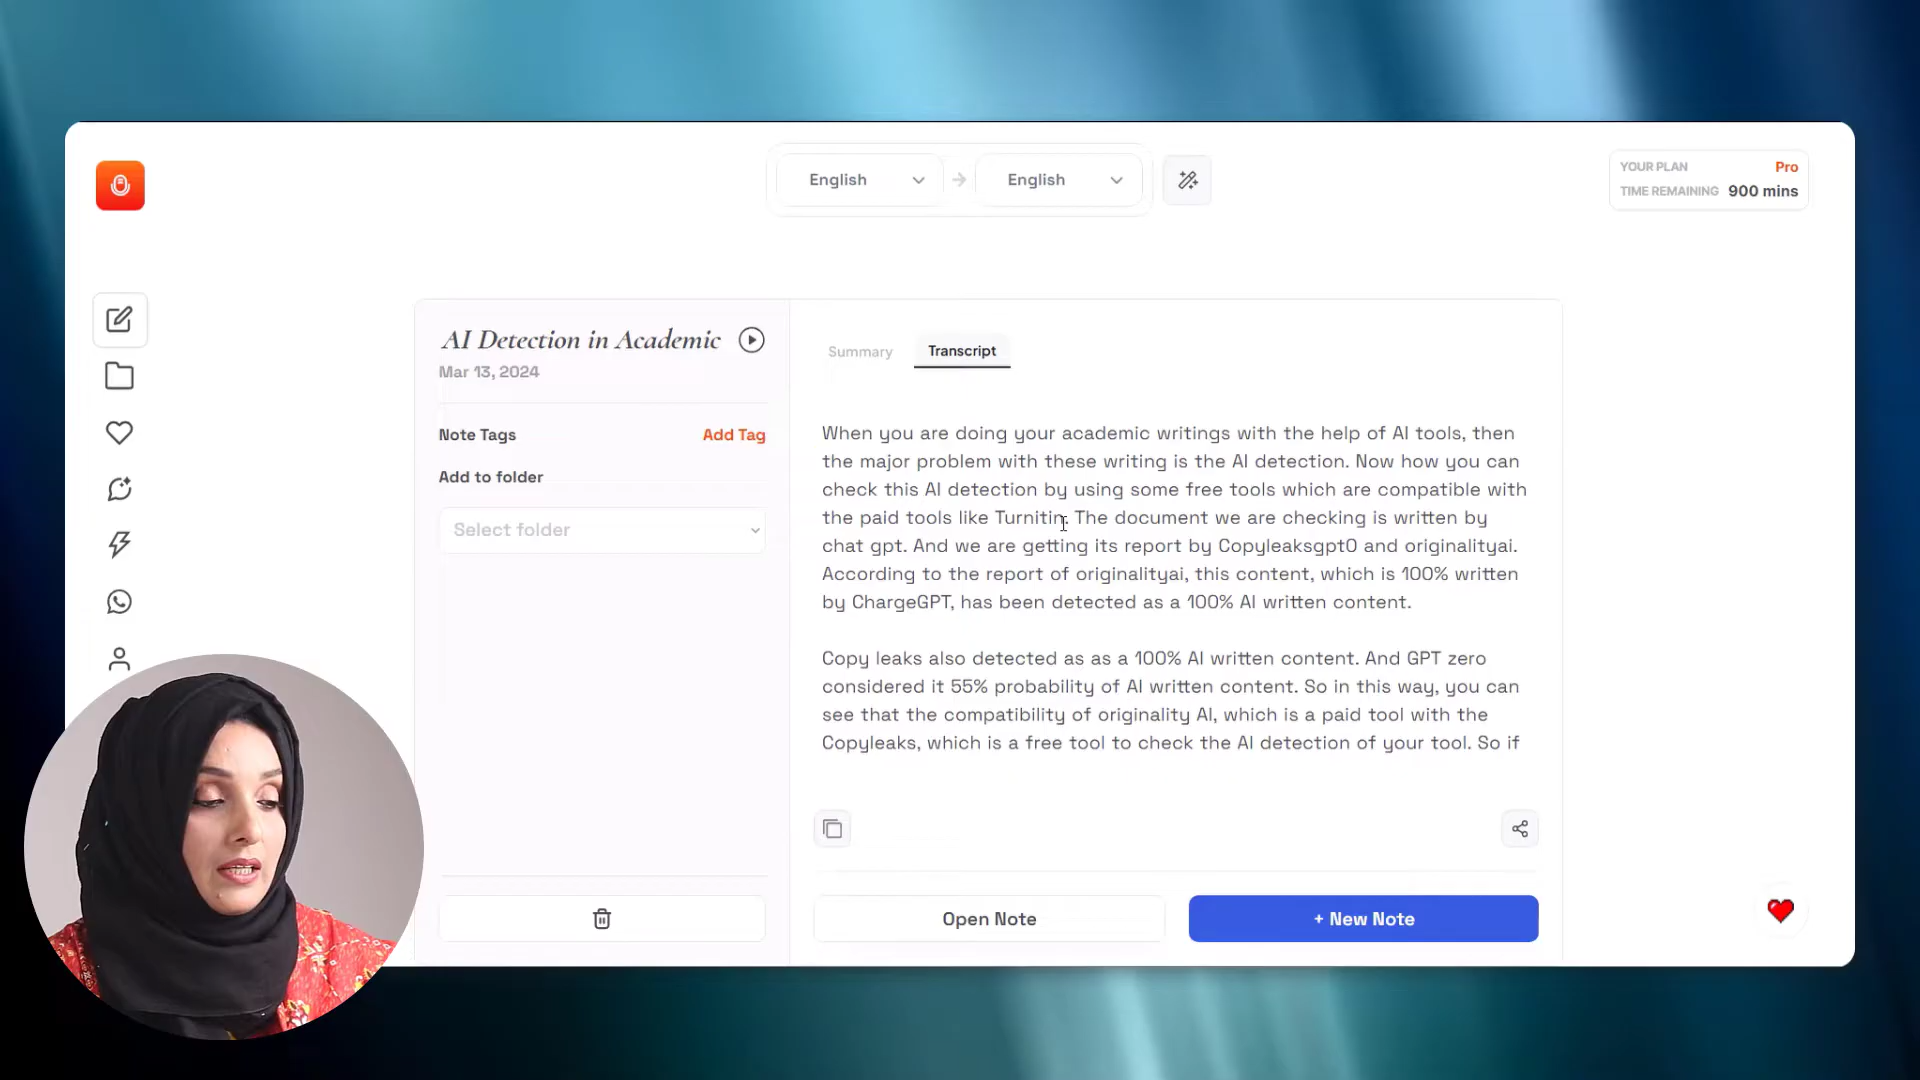 English
English
YOUR PLAN Pro
TIME REMAINING 900 mins
AI Detection in Academic
Mar 13, 2024
Note Tags
Add Tag
Add to folder
Select folder
Summary
Transcript
When you are doing your academic writings with the help of AI tools, then
the major problem with these writing is the AI detection. Now how you can
check this AI detection by using some free tools which are compatible with
the paid tools like Turnitin. The document we are checking is written by
chat gpt. And we are getting its report by Copyleaksgpt0 and originalityai.
According to the report of originalityai, this content, which is 100% written
by ChargeGPT, has been detected as a 100% AI written content.
Copy leaks also detected as as a 100% AI written content. And GPT zero
considered it 55% probability of AI written content. So in this way, you can
see that the compatibility of originality AI, which is a paid tool with the
Copyleaks, which is a free tool to check the AI detection of your tool. So if
Open Note
+ New Note